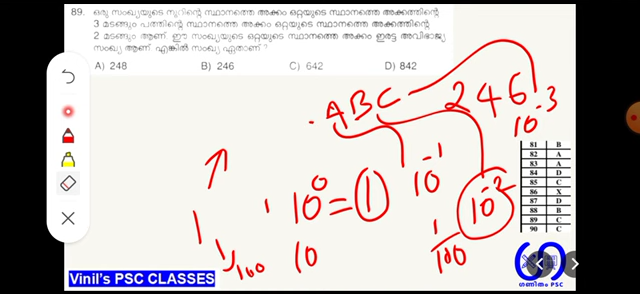 89. ഒരു സംഖ്യയുടെ നൂറിന്റെ സ്ഥാനത്തെ അക്കം ഒറ്റയുടെ സ്ഥാനത്തെ അക്കത്തിന്റെ
3 മടങ്ങും പത്തിന്റെ സ്ഥാനത്തെ അക്കം ഒറ്റയുടെ സ്ഥാനത്തെ അക്കത്തിന്റെ
2 മടങ്ങും ആണ്. ഈ സംഖ്യയുടെ ഒറ്റയുടെ സ്ഥാനത്തെ അക്കം ഇരട്ട അവിഭാജ്യ
സംഖ്യ ആണ് എങ്കിൽ സംഖ്യ ഏതാണ് ?
A) 248 B) 246 C) 642 D) 842
.ABC 246
10⁻³
10⁰ = 1 10⁻¹ 10⁻²
1/100
1 1/100 10
81 B
82 A
83 A
84 D
85 C
86 X
87 D
88 B
89 C
90 C
Vinil's PSC CLASSES
ഗണിതം PSC